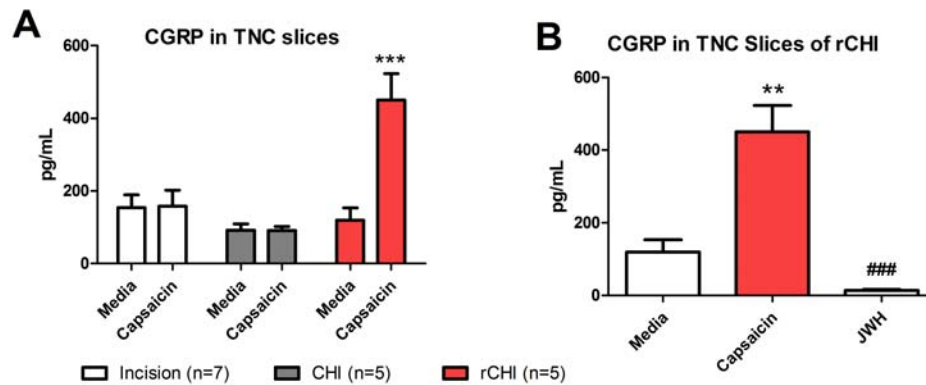 A
CGRP in TNC slices
600
400
200
0
pg/mL
***
Media
Capsaicin
Media
Capsaicin
Media
Capsaicin
Incision (n=7)
CHI (n=5)
rCHI (n=5)
B
CGRP in TNC Slices of rCHI
600
400
200
0
pg/mL
**
###
Media
Capsaicin
JWH